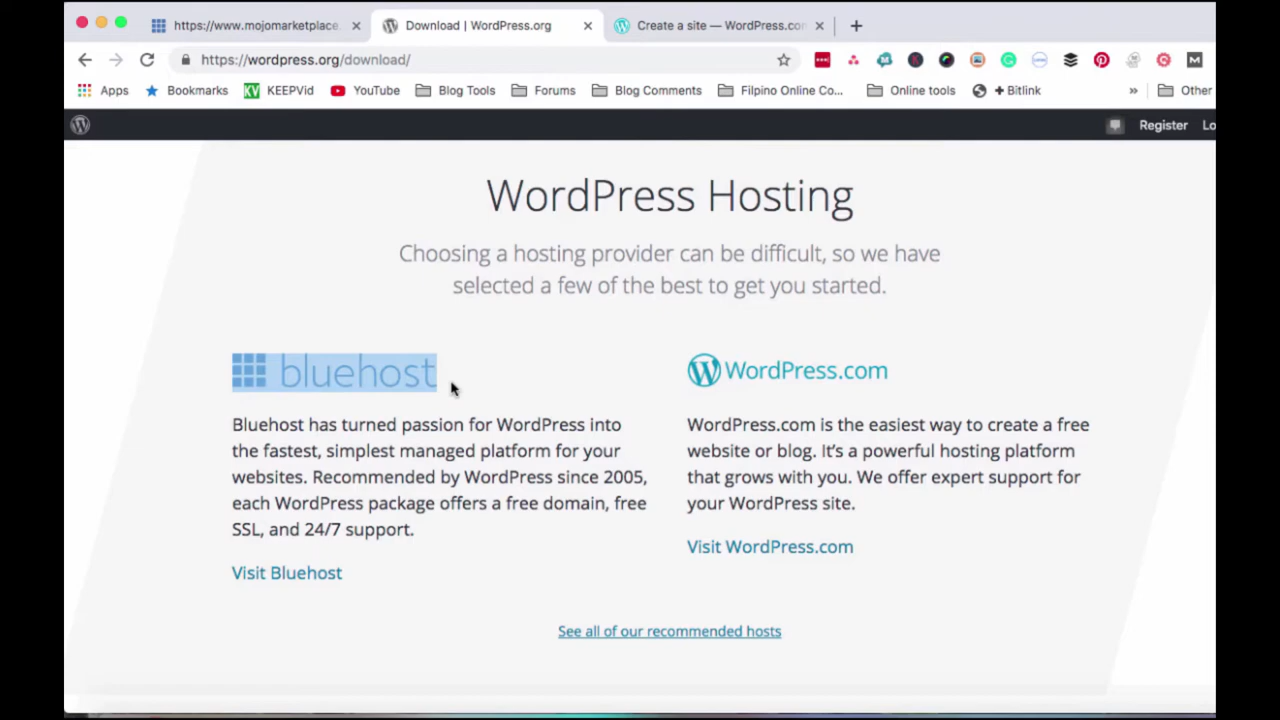 https://www.mojomarketplace.
Download | WordPress.org
Create a site — WordPress.con
https://wordpress.org/download/
Apps
Bookmarks
KV
KEEPVid
YouTube
Blog Tools
Forums
Blog Comments
Filpino Online Co...
Online tools
+ Bitlink
»
Other
Register
Lo
WordPress Hosting
Choosing a hosting provider can be difficult, so we have
selected a few of the best to get you started.
bluehost
Bluehost has turned passion for WordPress into
the fastest, simplest managed platform for your
websites. Recommended by WordPress since 2005,
each WordPress package offers a free domain, free
SSL, and 24/7 support.
Visit Bluehost
WordPress.com
WordPress.com is the easiest way to create a free
website or blog. It’s a powerful hosting platform
that grows with you. We offer expert support for
your WordPress site.
Visit WordPress.com
See all of our recommended hosts